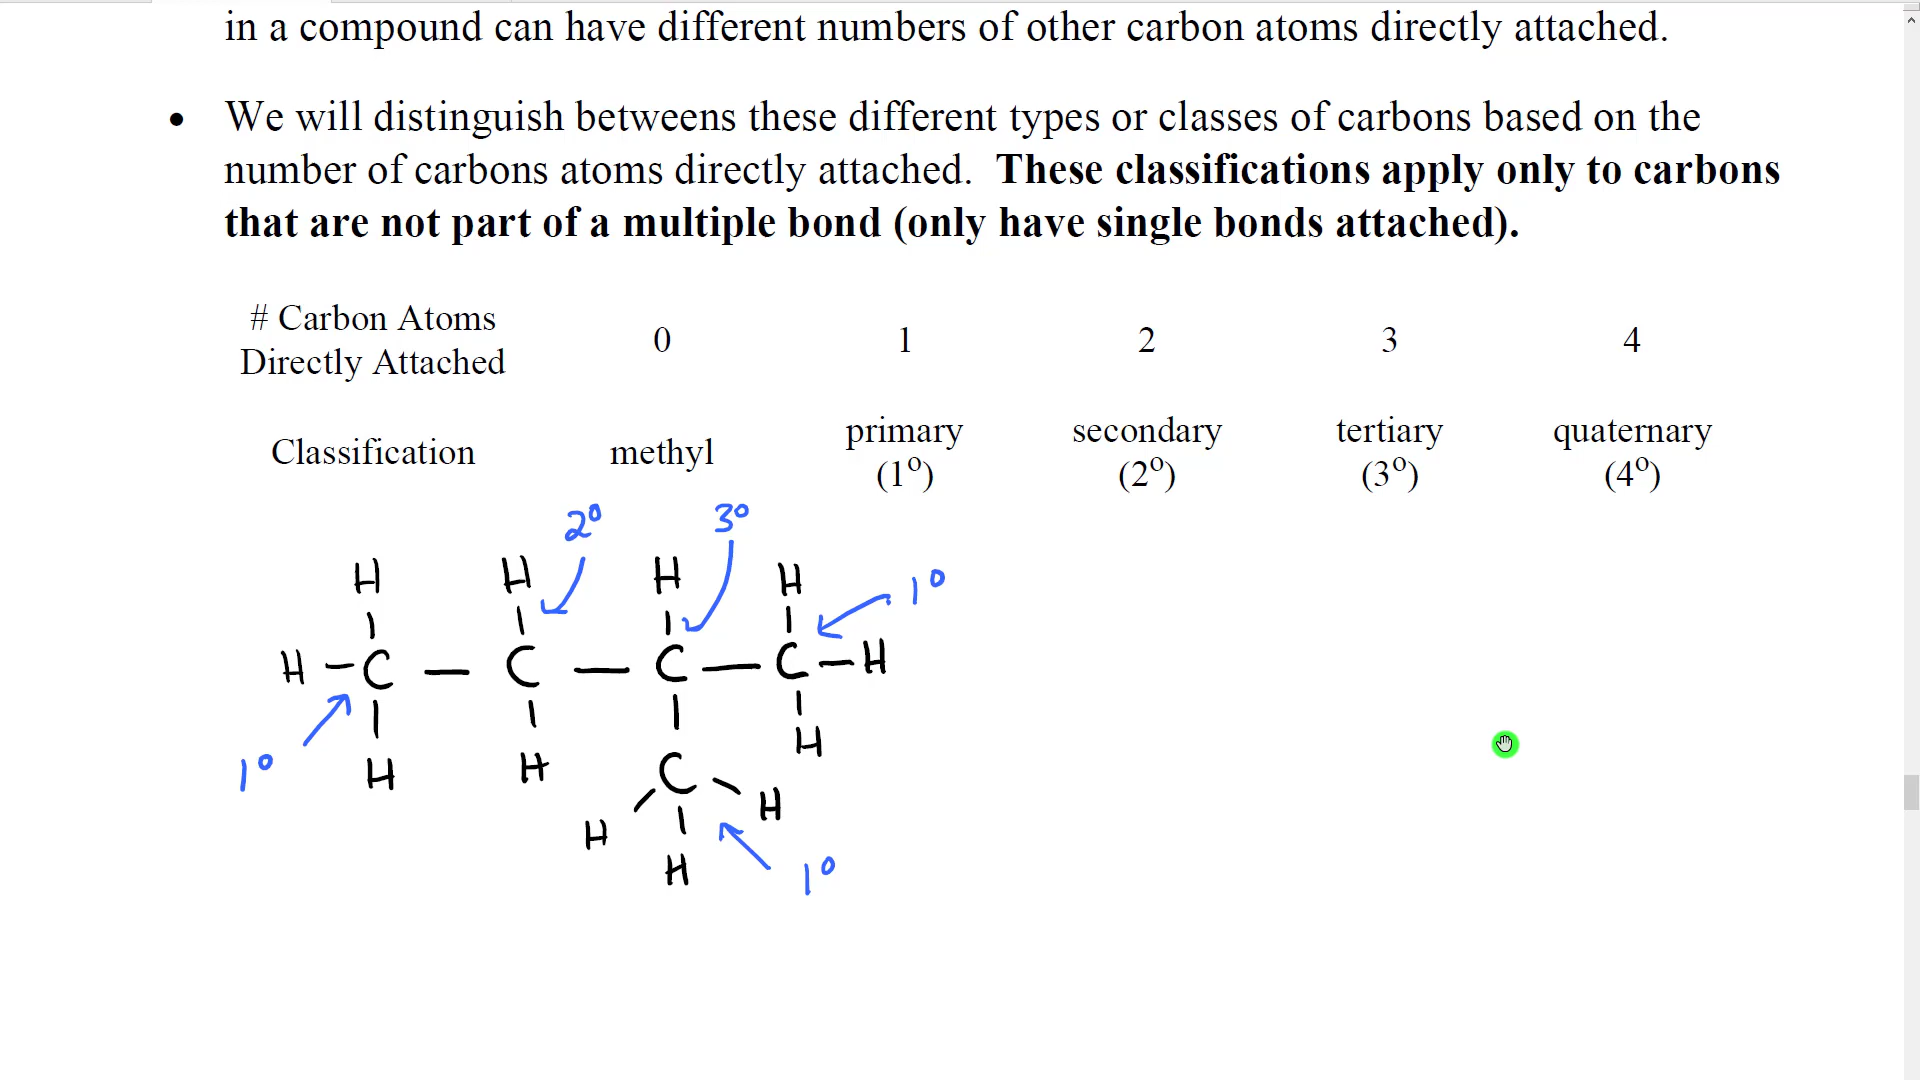 in a compound can have different numbers of other carbon atoms directly attached.
• We will distinguish betweens these different types or classes of carbons based on the
number of carbons atoms directly attached. These classifications apply only to carbons
that are not part of a multiple bond (only have single bonds attached).
# Carbon Atoms
Directly Attached 0 1 2 3 4
Classification methyl primary (1°) secondary (2°) tertiary (3°) quaternary (4°)
2° 3°
H H H H 1°
H – C — C — C — C – H
1° H H C H
H H
H 1°